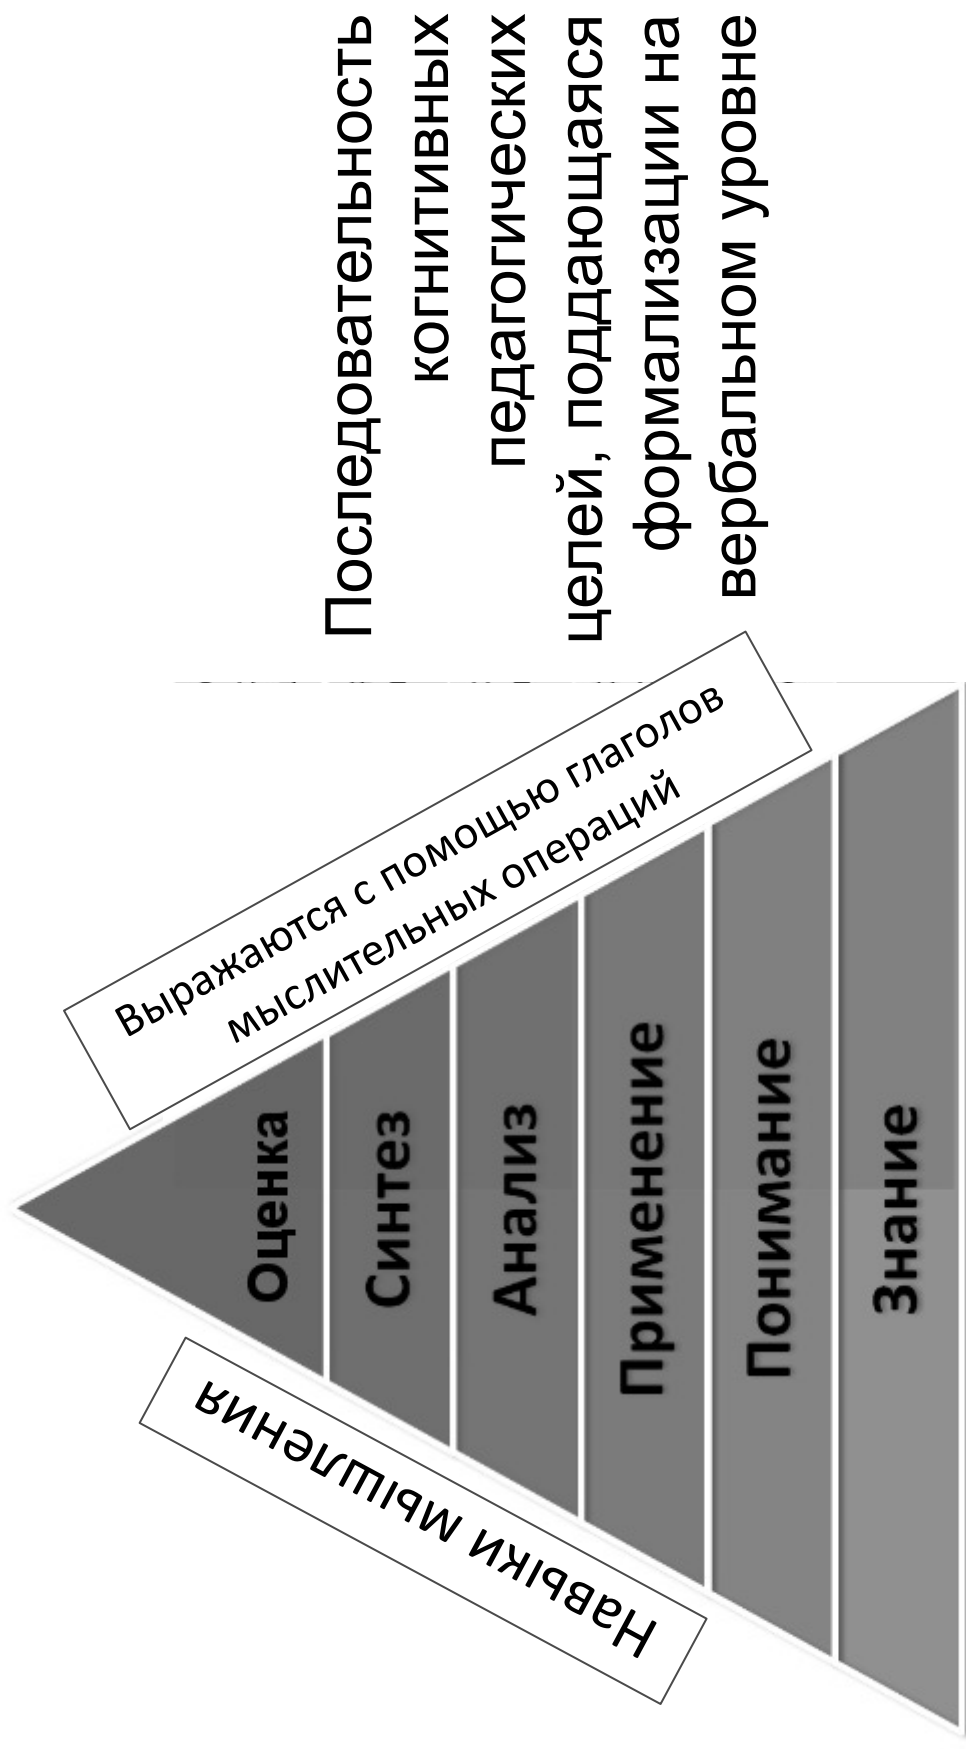 Последовательность
когнитивных
педагогических
целей, поддающаяся
формализации на
вербальном уровне
Выражаются с помощью глаголов
мыслительных операций
Навыки мышления
Оценка
Синтез
Анализ
Применение
Понимание
Знание